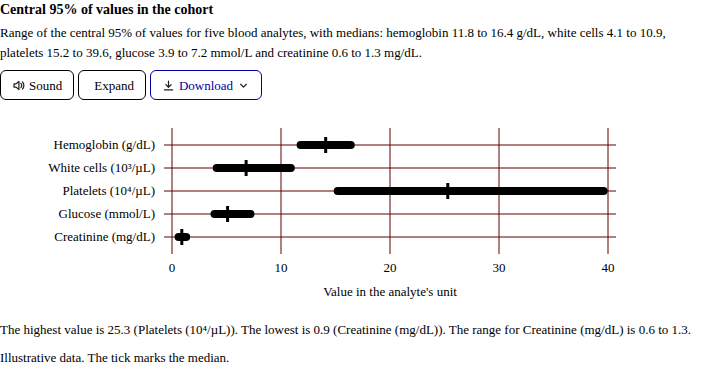 Central 95% of values in the cohort
Range of the central 95% of values for five blood analytes, with medians: hemoglobin 11.8 to 16.4 g/dL, white cells 4.1 to 10.9,
platelets 15.2 to 39.6, glucose 3.9 to 7.2 mmol/L and creatinine 0.6 to 1.3 mg/dL.
Sound Expand Download
Hemoglobin (g/dL)
White cells (10³/µL)
Platelets (10⁴/µL)
Glucose (mmol/L)
Creatinine (mg/dL)
0 10 20 30 40
Value in the analyte's unit
The highest value is 25.3 (Platelets (10⁴/µL)). The lowest is 0.9 (Creatinine (mg/dL)). The range for Creatinine (mg/dL) is 0.6 to 1.3.
Illustrative data. The tick marks the median.